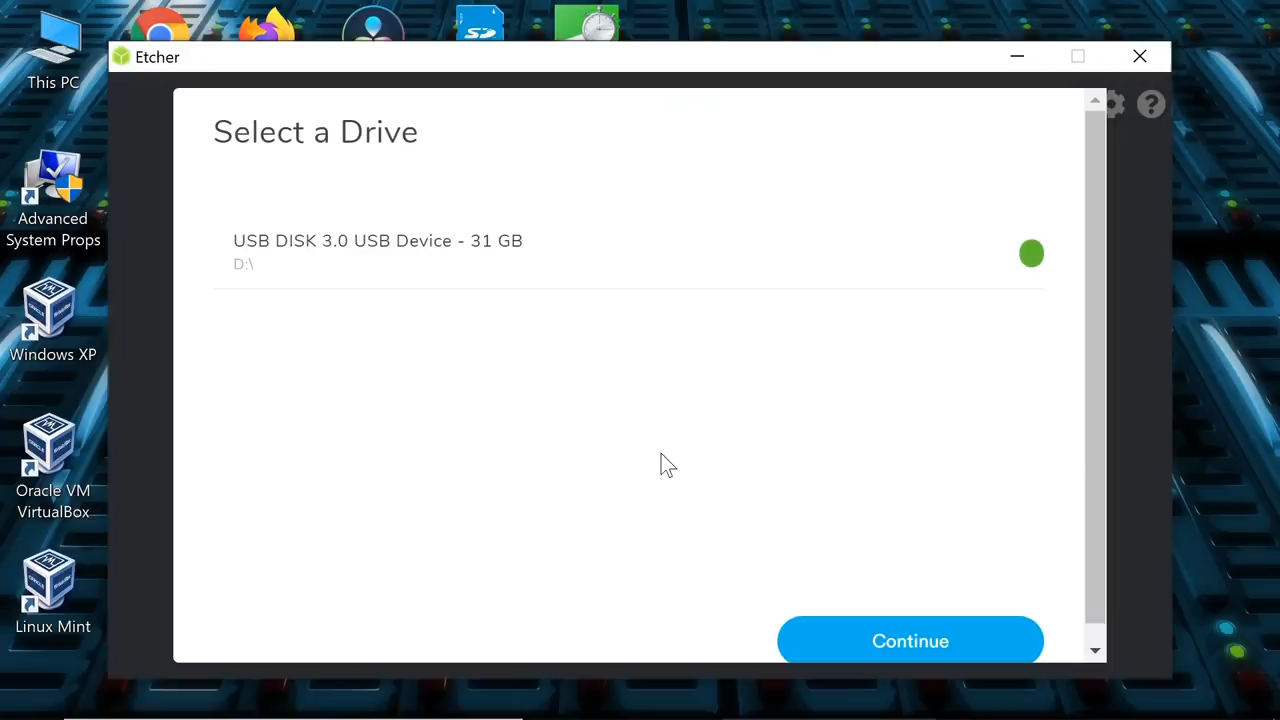 Etcher
This PC
Select a Drive
Advanced
System Props
USB DISK 3.0 USB Device - 31 GB
D:\
Windows XP
Oracle VM
VirtualBox
Linux Mint
Continue